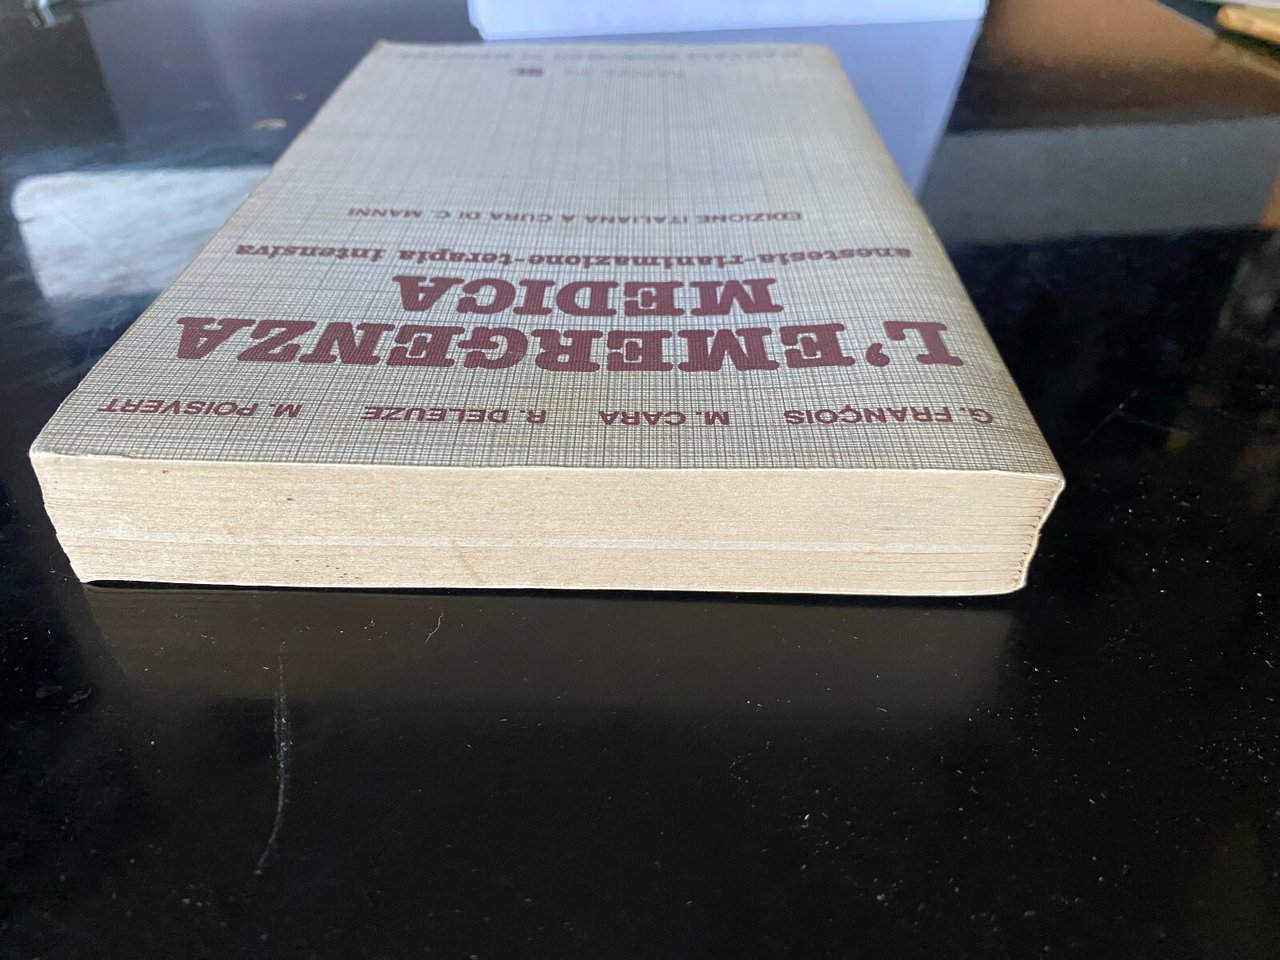 G. FRANÇOIS M. CARA R. DELEUZE M. POISVERT
L'EMERGENZA
MEDICA
anestesia-rianimazione-terapia intensiva
EDIZIONE ITALIANA A CURA DI C. MANNI